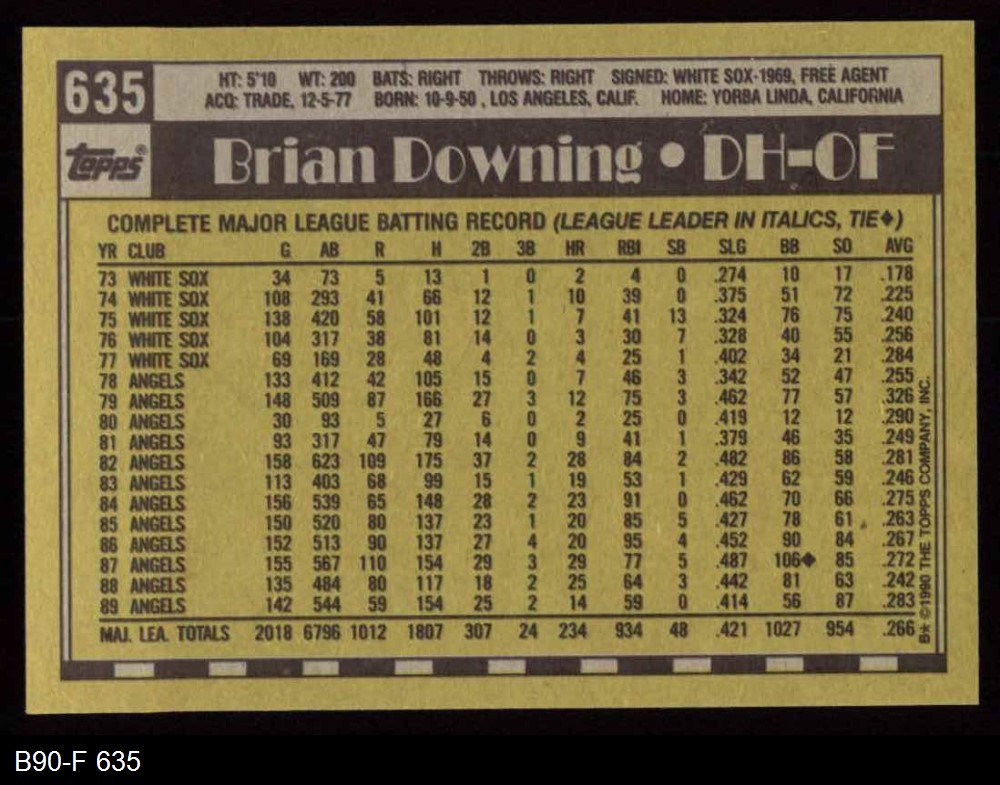 635
HT: 5'10 WT: 200 BATS: RIGHT THROWS: RIGHT SIGNED: WHITE SOX-1969, FREE AGENT
ACQ: TRADE, 12-5-77 BORN: 10-9-50 , LOS ANGELES, CALIF. HOME: YORBA LINDA, CALIFORNIA
Topps®
Brian Downing • DH-OF
COMPLETE MAJOR LEAGUE BATTING RECORD (LEAGUE LEADER IN ITALICS, TIE♦)
YR CLUB G AB R H 2B 3B HR RBI SB SLG BB SO AVG
73 WHITE SOX 34 73 5 13 1 0 2 4 0 .274 10 17 .178
74 WHITE SOX 108 293 41 66 12 1 10 39 0 .375 51 72 .225
75 WHITE SOX 138 420 58 101 12 1 7 41 13 .324 76 75 .240
76 WHITE SOX 104 317 38 81 14 0 3 30 7 .328 40 55 .256
77 WHITE SOX 69 169 28 48 4 2 4 25 1 .402 34 21 .284
78 ANGELS 133 412 42 105 15 0 7 46 3 .342 52 47 .255
79 ANGELS 148 509 87 166 27 3 12 75 3 .462 77 57 .326
80 ANGELS 30 93 5 27 6 0 2 25 0 .419 12 12 .290
81 ANGELS 93 317 47 79 14 0 9 41 1 .379 46 35 .249
82 ANGELS 158 623 109 175 37 2 28 84 2 .482 86 58 .281
83 ANGELS 113 403 68 99 15 1 19 53 1 .429 62 59 .246
84 ANGELS 156 539 65 148 28 2 23 91 0 .462 70 66 .275
85 ANGELS 150 520 80 137 23 1 20 85 5 .427 78 61 .263
86 ANGELS 152 513 90 137 27 4 20 95 4 .452 90 84 .267
87 ANGELS 155 567 110 154 29 3 29 77 5 .487 106♦ 85 .272
88 ANGELS 135 484 80 117 18 2 25 64 3 .442 81 63 .242
89 ANGELS 142 544 59 154 25 2 14 59 0 .414 56 87 .283
MAJ. LEA. TOTALS 2018 6796 1012 1807 307 24 234 934 48 .421 1027 954 .266
B* ©1990 THE TOPPS COMPANY, INC.
B90-F 635